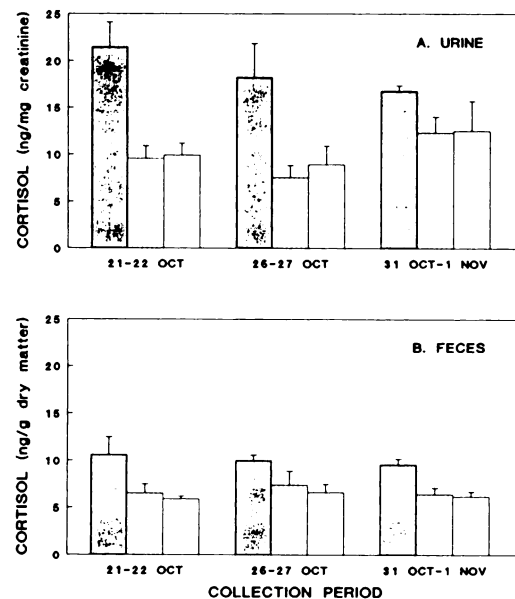 A. URINE
CORTISOL (ng/mg creatinine)
25
20
15
10
5
0
21-22 OCT 26-27 OCT 31 OCT-1 NOV
B. FECES
CORTISOL (ng/g dry matter)
25
20
15
10
5
0
21-22 OCT 26-27 OCT 31 OCT-1 NOV
COLLECTION PERIOD